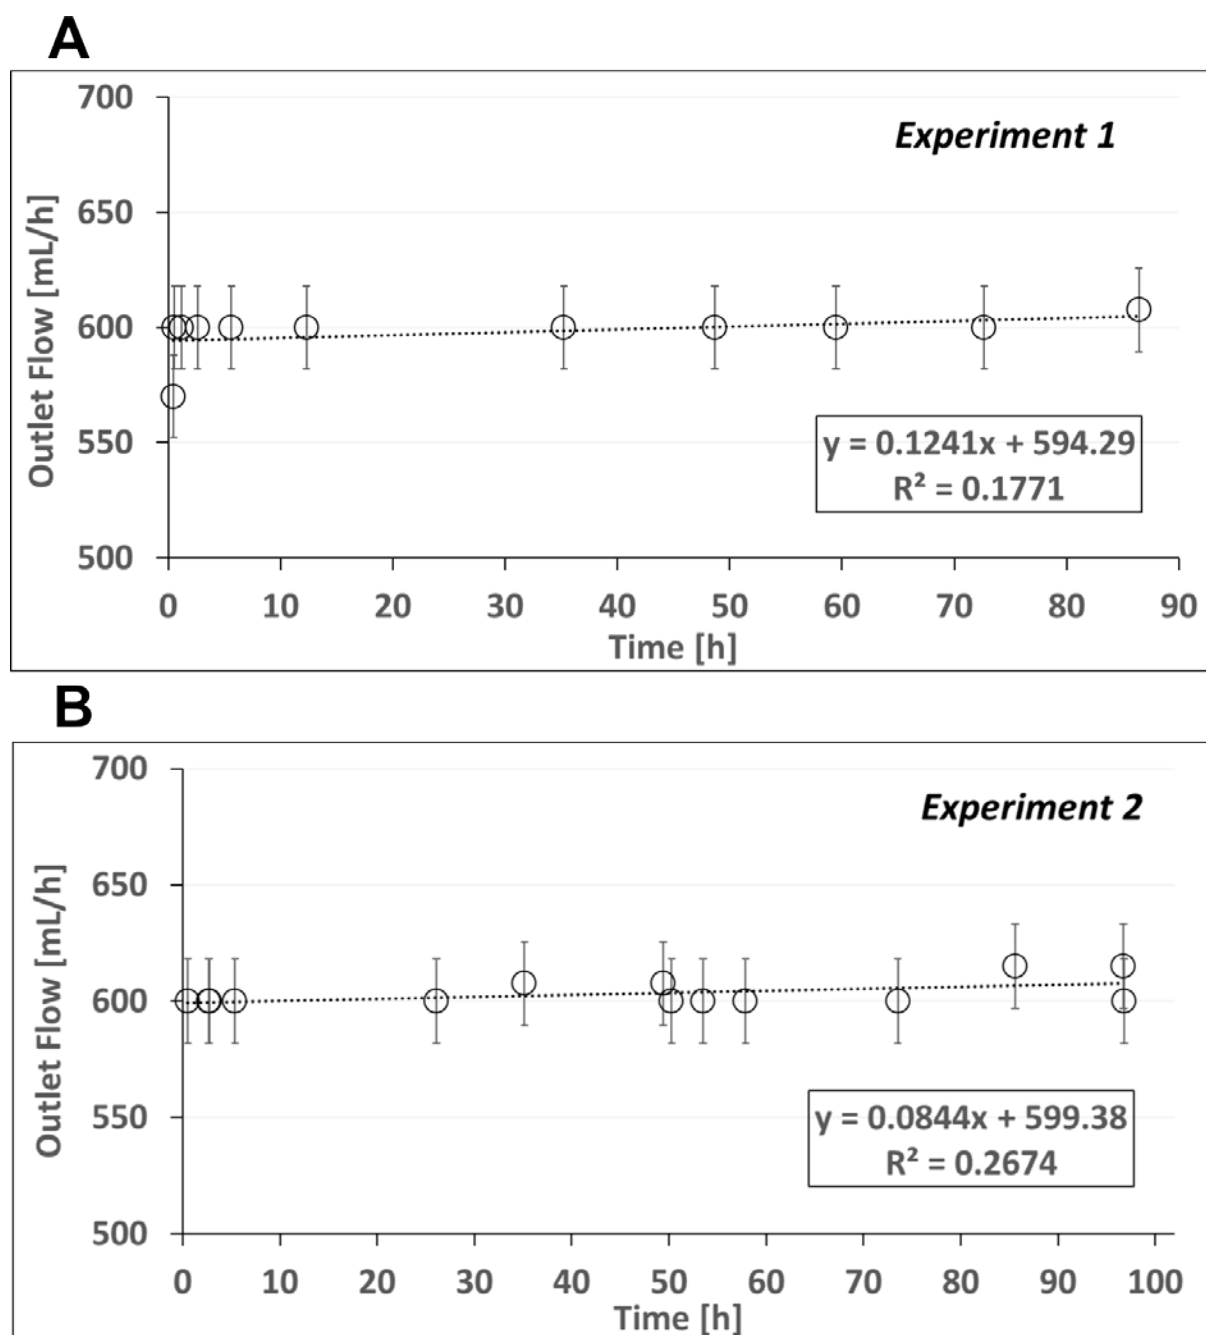 A
Experiment 1
Outlet Flow [mL/h]
700
650
600
550
500
y = 0.1241x + 594.29
R² = 0.1771
0 10 20 30 40 50 60 70 80 90
Time [h]
B
Experiment 2
Outlet Flow [mL/h]
700
650
600
550
500
y = 0.0844x + 599.38
R² = 0.2674
0 10 20 30 40 50 60 70 80 90 100
Time [h]